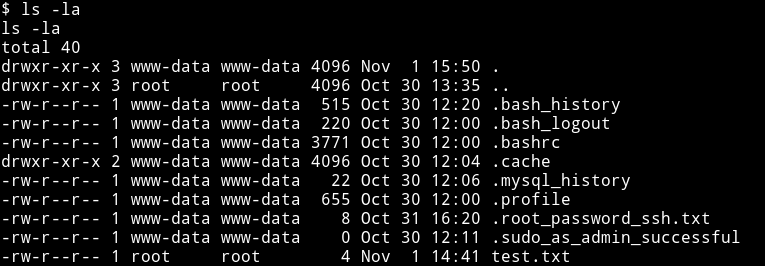 $ ls -la
ls -la
total 40
drwxr-xr-x 3 www-data www-data 4096 Nov  1 15:50 .
drwxr-xr-x 3 root     root     4096 Oct 30 13:35 ..
-rw-r--r-- 1 www-data www-data  515 Oct 30 12:20 .bash_history
-rw-r--r-- 1 www-data www-data  220 Oct 30 12:00 .bash_logout
-rw-r--r-- 1 www-data www-data 3771 Oct 30 12:00 .bashrc
drwxr-xr-x 2 www-data www-data 4096 Oct 30 12:04 .cache
-rw-r--r-- 1 www-data www-data   22 Oct 30 12:06 .mysql_history
-rw-r--r-- 1 www-data www-data  655 Oct 30 12:00 .profile
-rw-r--r-- 1 www-data www-data    8 Oct 31 16:20 .root_password_ssh.txt
-rw-r--r-- 1 www-data www-data    0 Oct 30 12:11 .sudo_as_admin_successful
-rw-r--r-- 1 root     root        4 Nov  1 14:41 test.txt